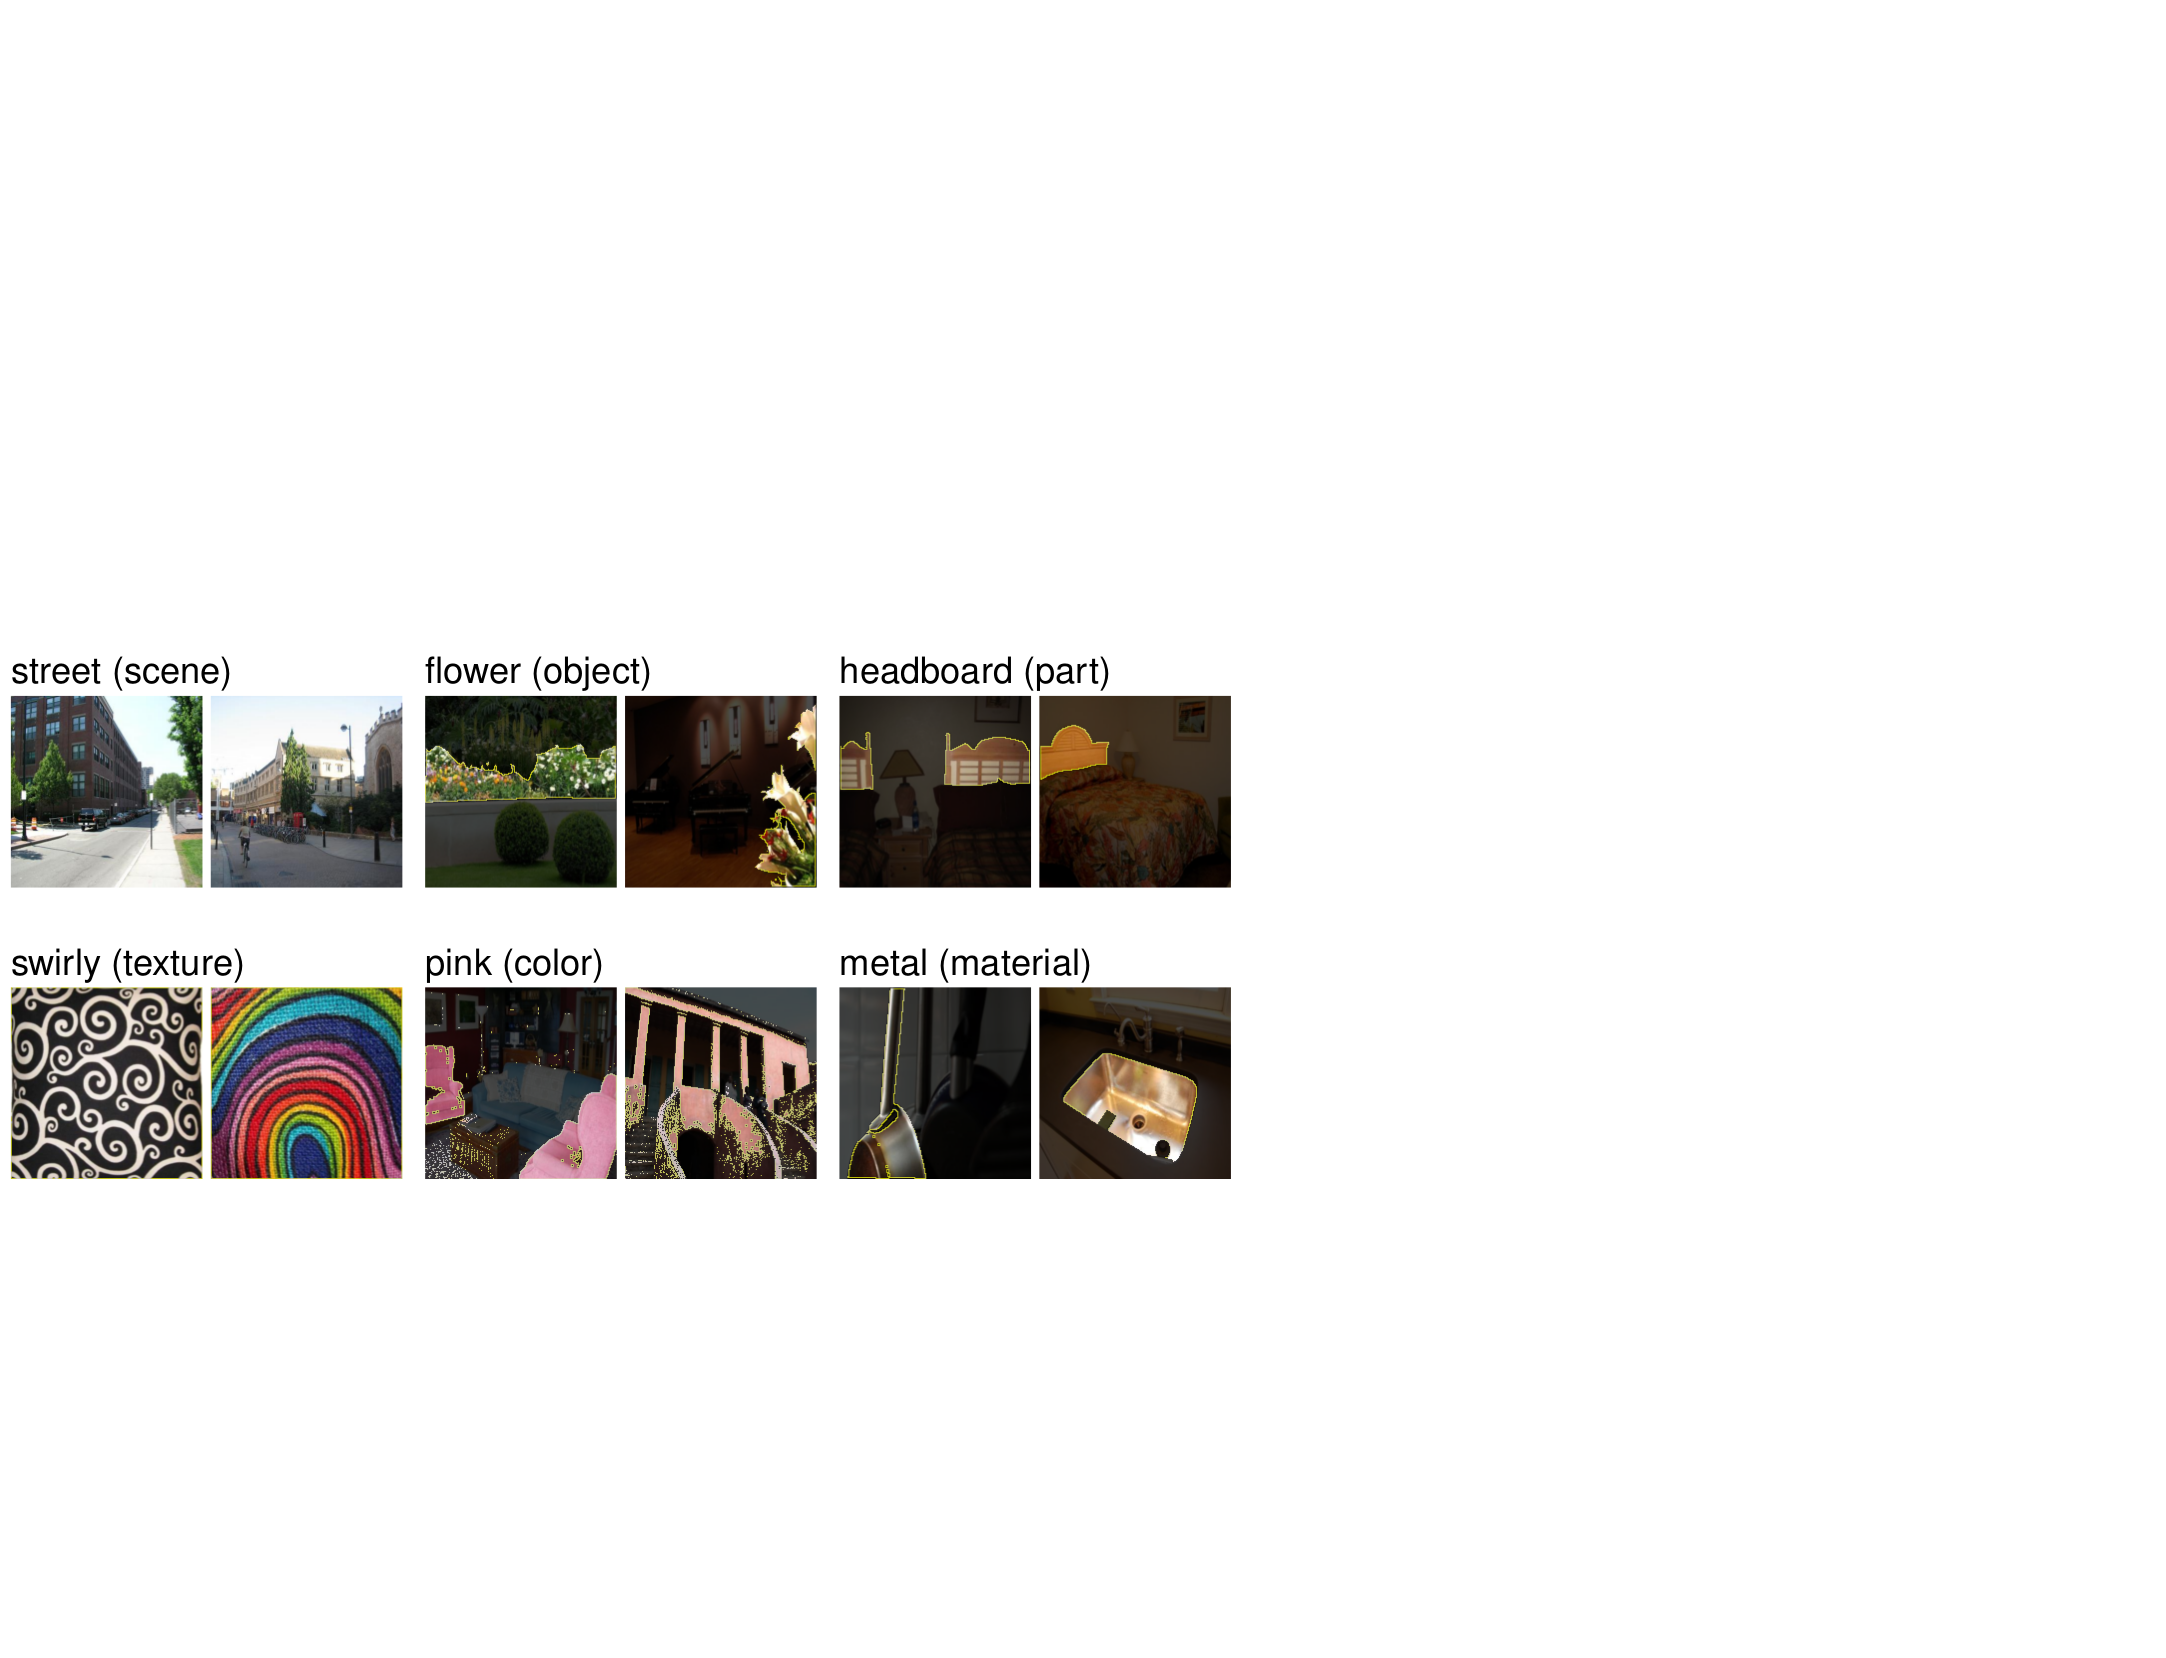 street (scene)
flower (object)
headboard (part)
swirly (texture)
pink (color)
metal (material)